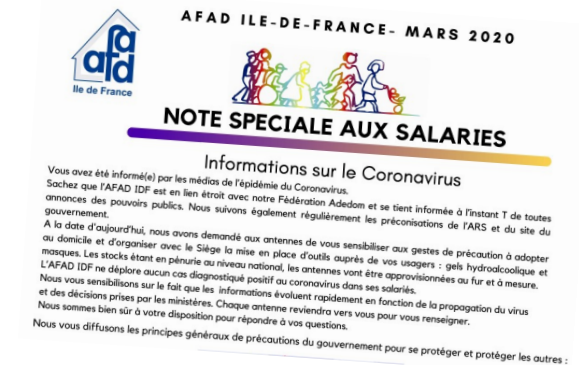 AFAD ILE-DE-FRANCE- MARS 2020
afad
Ile de France
NOTE SPECIALE AUX SALARIES
Informations sur le Coronavirus
Vous avez été informé(e) par les médias de l'épidémie du Coronavirus.
Sachez que l'AFAD IDF est en lien étroit avec notre Fédération Adedom et se tient informée à l'instant T de toutes
annonces des pouvoirs publics. Nous suivons également régulièrement les préconisations de l'ARS et du site du
gouvernement.
A la date d'aujourd'hui, nous avons demandé aux antennes de vous sensibiliser aux gestes de précaution à adopter
au domicile et d'organiser avec le Siège la mise en place d'outils auprès de vos usagers : gels hydroalcoolique et
masques. Les stocks étant en pénurie au niveau national, les antennes vont être approvisionnées au fur et à mesure.
L'AFAD IDF ne déplore aucun cas diagnostiqué positif au coronavirus dans ses salariés.
Nous vous sensibilisons sur le fait que les informations évoluent rapidement en fonction de la propagation du virus
et des décisions prises par les ministères. Chaque antenne reviendra vers vous pour vous renseigner.
Nous sommes bien sûr à votre disposition pour répondre à vos questions.
Nous vous diffusons les principes généraux de précautions du gouvernement pour se protéger et protéger les autres :